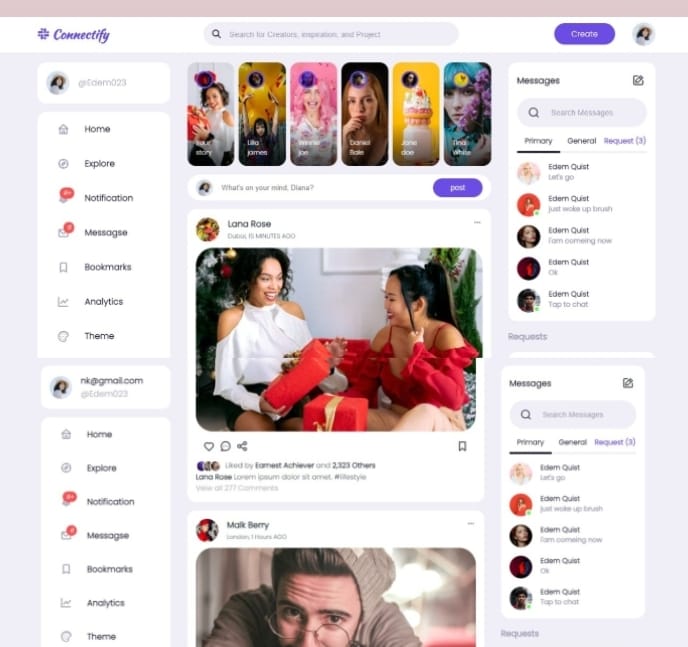 Connectify
Search for Creators, inspiration, and Project
Create
@Edem023
Home
Explore
Notification
Messagse
Bookmarks
Analytics
Theme
nk@gmail.com
@Edem023
Home
Explore
Notification
Messagse
Bookmarks
Analytics
Theme
Your
story
Lilla
james
Winnie
joe
Daniel
Bale
Jane
doe
Tina
White
What's on your mind, Diana?
post
Lana Rose
Dubai, 15 MINUTES AGO
Liked by Earnest Achiever and 2,323 Others
Lana Rose Lorem ipsum dolor sit amet. #lifestyle
View all 277 Comments
Malk Berry
London, 1 Hours AGO
Messages
Search Messages
Primary General Request (3)
Edem Quist
Let's go
Edem Quist
just woke up brush
Edem Quist
I'am comeing now
Edem Quist
Ok
Edem Quist
Tap to chat
Requests
Messages
Search Messages
Primary General Request (3)
Edem Quist
Let's go
Edem Quist
just woke up brush
Edem Quist
I'am comeing now
Edem Quist
Ok
Edem Quist
Tap to chat
Requests